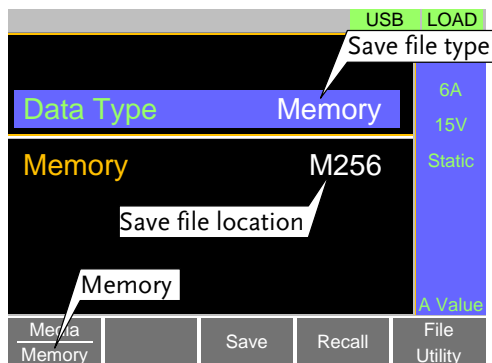 USB LOAD
Save file type
6A
Data Type Memory
15V
Memory M256
Static
Save file location
Memory
A Value
Media
Memory
Save
Recall
File
Utility